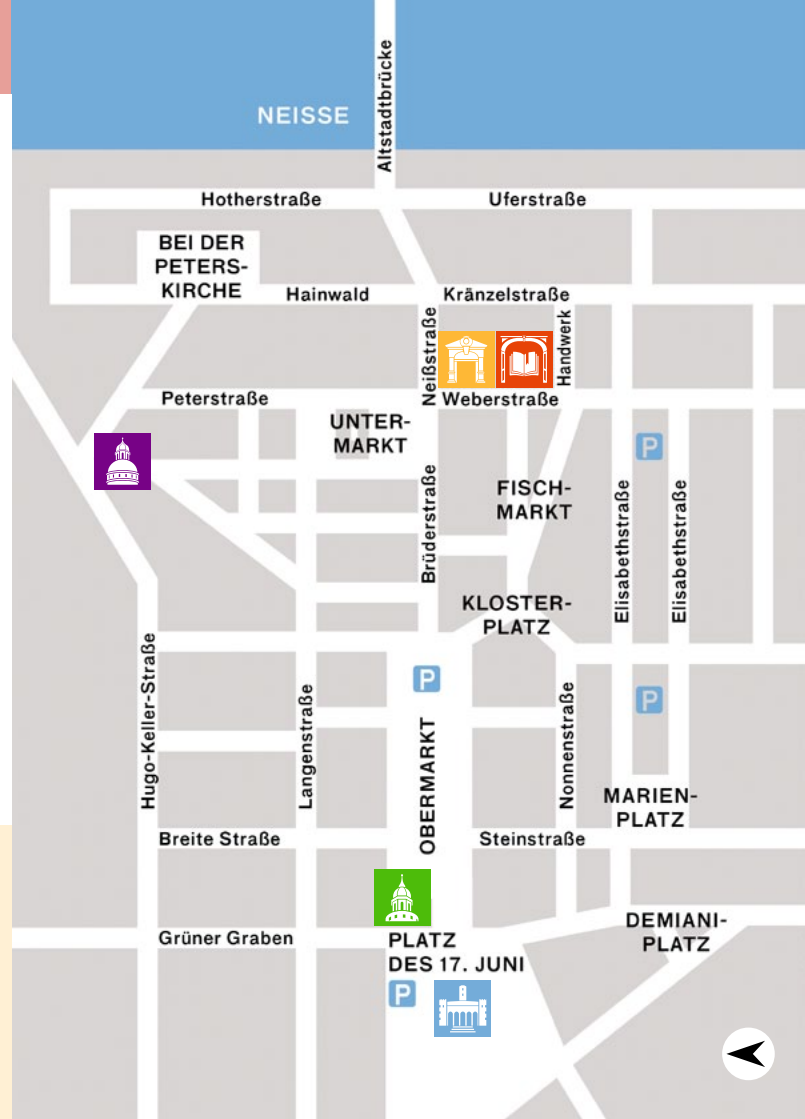 Altstadtbrücke
NEISSE
Hotherstraße
Uferstraße
BEI DER
PETERS-
KIRCHE
Hainwald
Kränzelstraße
Neißstraße
Handwerk
Peterstraße
Weberstraße
UNTER-
MARKT
P
Brüderstraße
FISCH-
MARKT
Elisabethstraße
Elisabethstraße
KLOSTER-
PLATZ
Hugo-Keller-Straße
Langenstraße
P
OBERMARKT
Nonnenstraße
P
MARIEN-
PLATZ
Breite Straße
Steinstraße
Grüner Graben
PLATZ
DES 17. JUNI
DEMIANI-
PLATZ
P